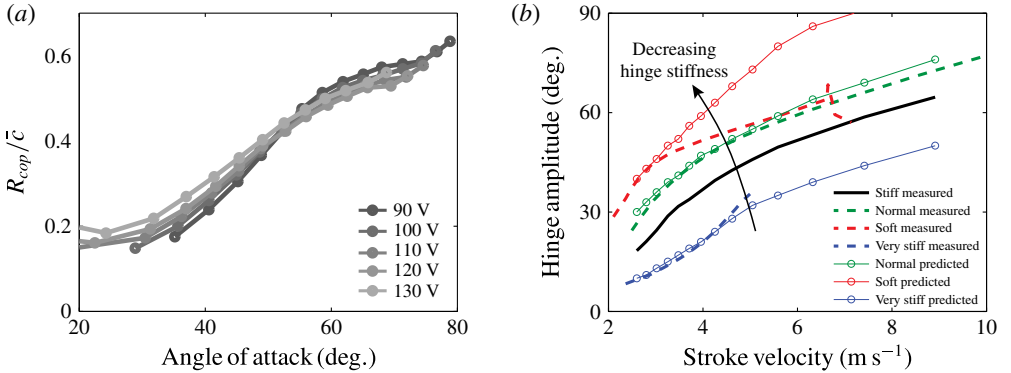 (a)
0.6
0.4
0.2
0
R_cop/c̅
20
40
60
80
Angle of attack (deg.)
90 V
100 V
110 V
120 V
130 V
(b)
90
60
30
0
Hinge amplitude (deg.)
2
4
6
8
10
Stroke velocity (m s⁻¹)
Decreasing
hinge stiffness
Stiff measured
Normal measured
Soft measured
Very stiff measured
Normal predicted
Soft predicted
Very stiff predicted